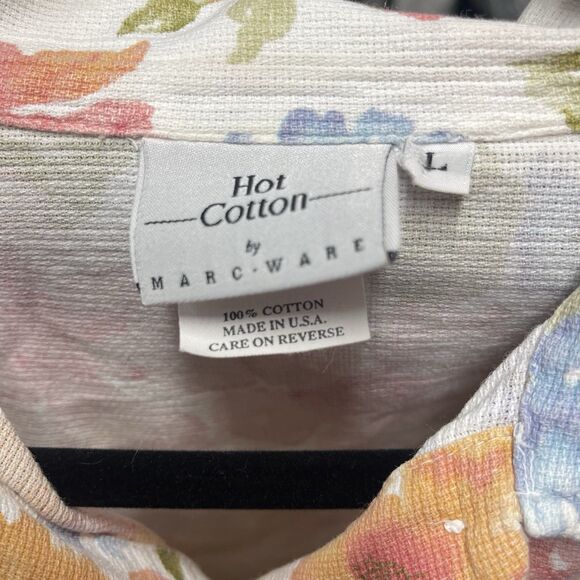 Hot
Cotton
by
MARC·WARE
L
100% COTTON
MADE IN U.S.A.
CARE ON REVERSE